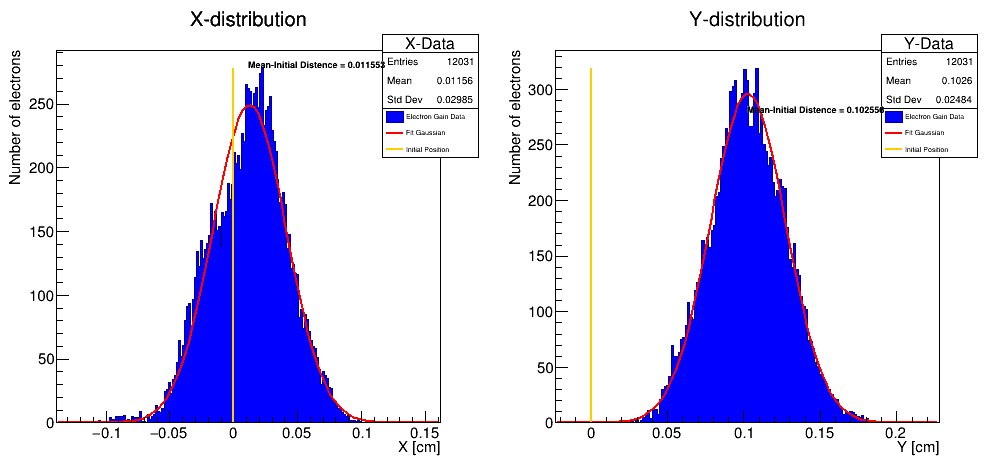 X-distribution
Number of electrons
Mean-Initial Distence = 0.011553
X-Data
Entries 12031
Mean 0.01156
Std Dev 0.02985
Electron Gain Data
Fit Gaussian
Initial Position
250
200
150
100
50
0
−0.1 −0.05 0 0.05 0.1 0.15
X [cm]
Y-distribution
Number of electrons
Mean-Initial Distence = 0.102556
Y-Data
Entries 12031
Mean 0.1026
Std Dev 0.02484
Electron Gain Data
Fit Gaussian
Initial Position
300
250
200
150
100
50
0
0 0.05 0.1 0.15 0.2
Y [cm]